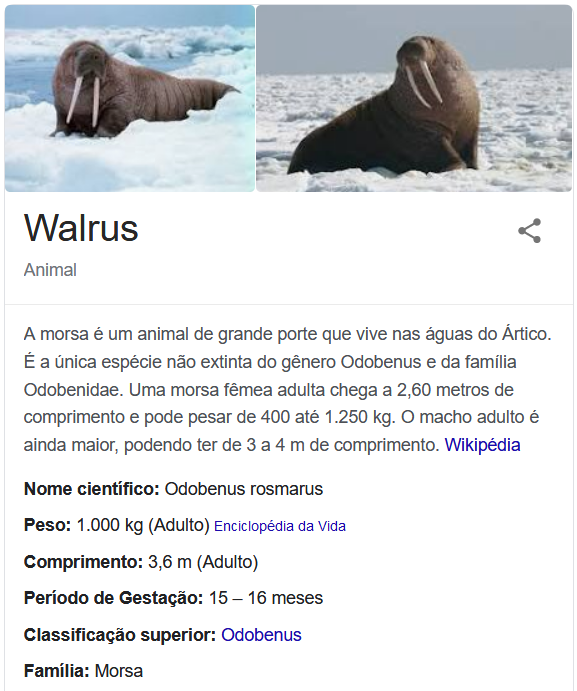 Walrus
Animal
A morsa é um animal de grande porte que vive nas águas do Ártico.
É a única espécie não extinta do gênero Odobenus e da família
Odobenidae. Uma morsa fêmea adulta chega a 2,60 metros de
comprimento e pode pesar de 400 até 1.250 kg. O macho adulto é
ainda maior, podendo ter de 3 a 4 m de comprimento. Wikipédia
Nome científico: Odobenus rosmarus
Peso: 1.000 kg (Adulto) Enciclopédia da Vida
Comprimento: 3,6 m (Adulto)
Período de Gestação: 15 – 16 meses
Classificação superior: Odobenus
Família: Morsa